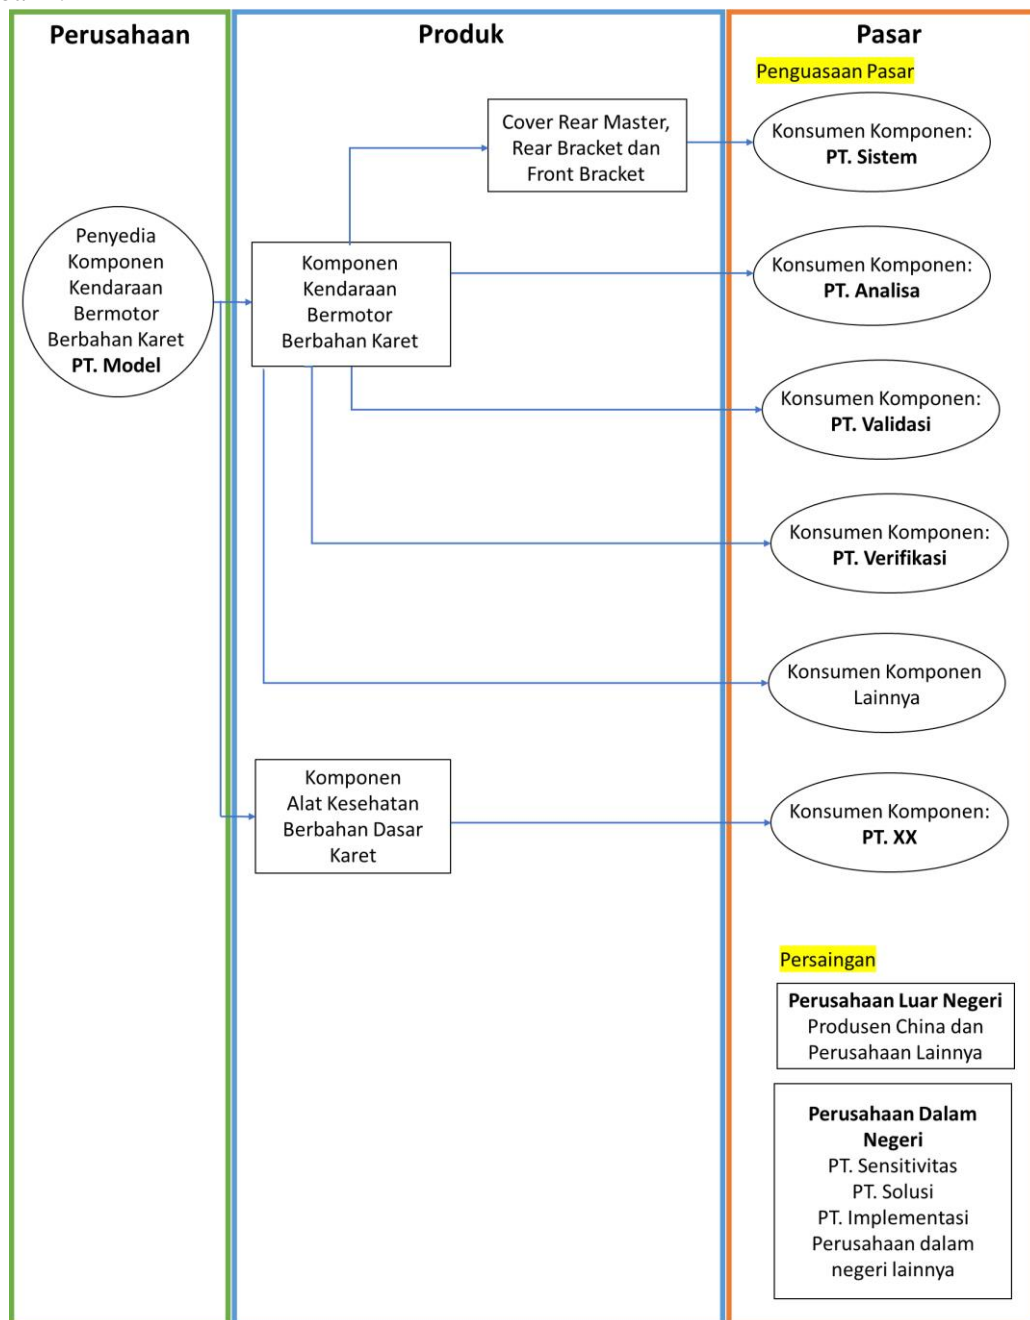 Perusahaan
Produk
Pasar
Penguasaan Pasar
Cover Rear Master,
Rear Bracket dan
Front Bracket
Konsumen Komponen:
PT. Sistem
Penyedia
Komponen
Kendaraan
Bermotor
Berbahan Karet
PT. Model
Komponen
Kendaraan
Bermotor
Berbahan Karet
Konsumen Komponen:
PT. Analisa
Konsumen Komponen:
PT. Validasi
Konsumen Komponen:
PT. Verifikasi
Konsumen Komponen
Lainnya
Komponen
Alat Kesehatan
Berbahan Dasar
Karet
Konsumen Komponen:
PT. XX
Persaingan
Perusahaan Luar Negeri
Produsen China dan
Perusahaan Lainnya
Perusahaan Dalam
Negeri
PT. Sensitivitas
PT. Solusi
PT. Implementasi
Perusahaan dalam
negeri lainnya